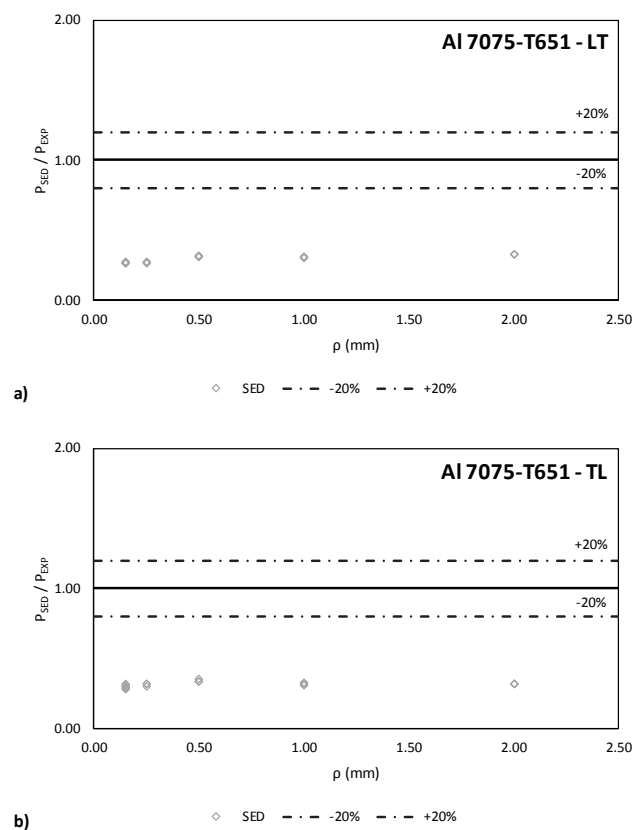 2.00
Al 7075-T651 - LT
+20%
P_SED / P_EXP
1.00
-20%
0.00
0.00 0.50 1.00 1.50 2.00 2.50
ρ (mm)
SED -20% +20%
a)
2.00
Al 7075-T651 - TL
+20%
P_SED / P_EXP
1.00
-20%
0.00
0.00 0.50 1.00 1.50 2.00 2.50
ρ (mm)
SED -20% +20%
b)